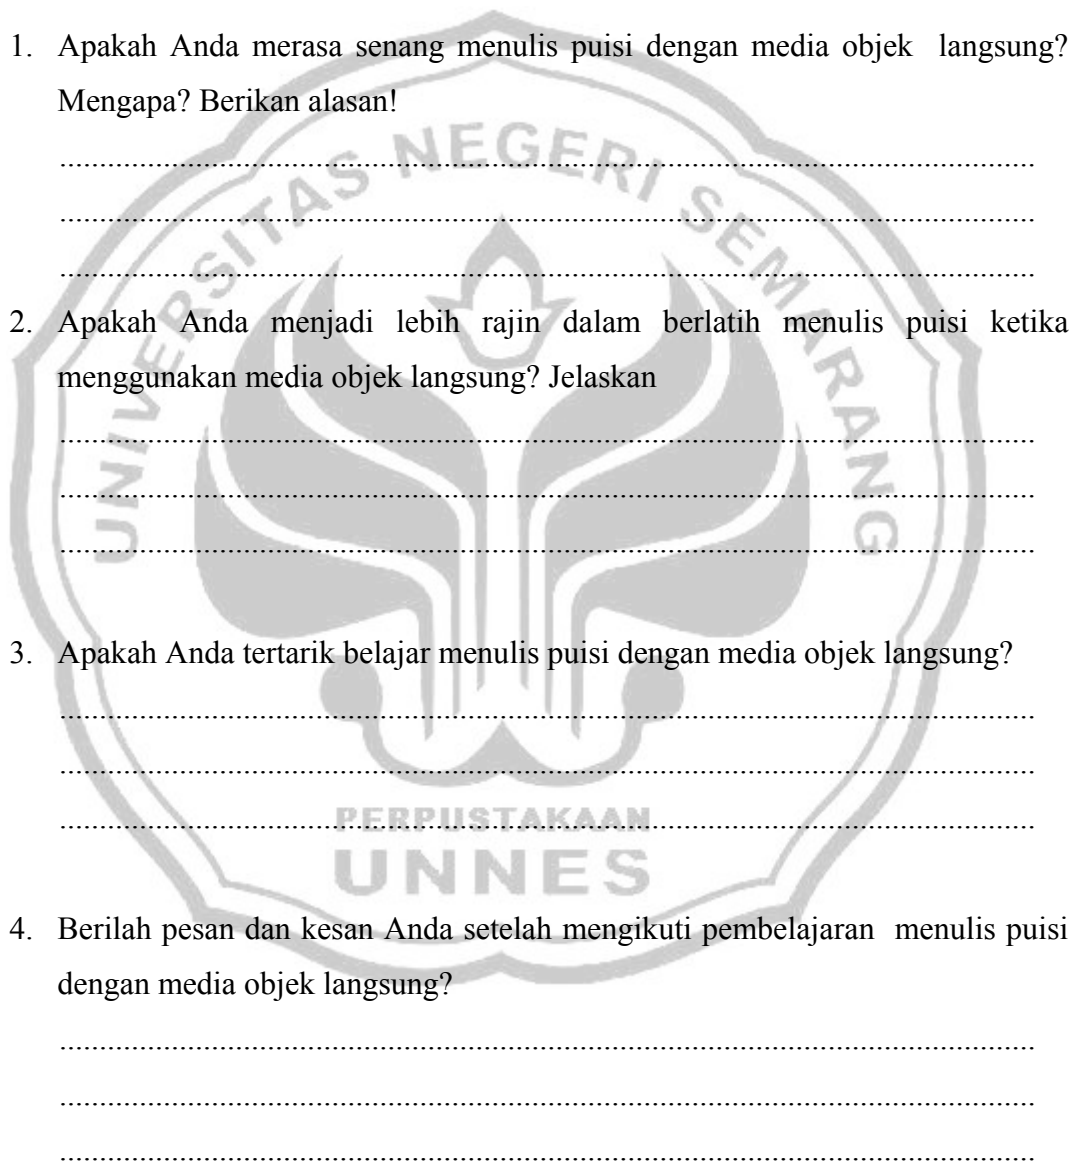 1. Apakah Anda merasa senang menulis puisi dengan media objek langsung?
Mengapa? Berikan alasan!
................................................................................
................................................................................
................................................................................
2. Apakah Anda menjadi lebih rajin dalam berlatih menulis puisi ketika
menggunakan media objek langsung? Jelaskan
................................................................................
................................................................................
................................................................................
3. Apakah Anda tertarik belajar menulis puisi dengan media objek langsung?
................................................................................
................................................................................
................................................................................
4. Berilah pesan dan kesan Anda setelah mengikuti pembelajaran menulis puisi
dengan media objek langsung?
................................................................................
................................................................................
................................................................................
UNIVERSITAS NEGERI SEMARANG
PERPUSTAKAAN
UNNES